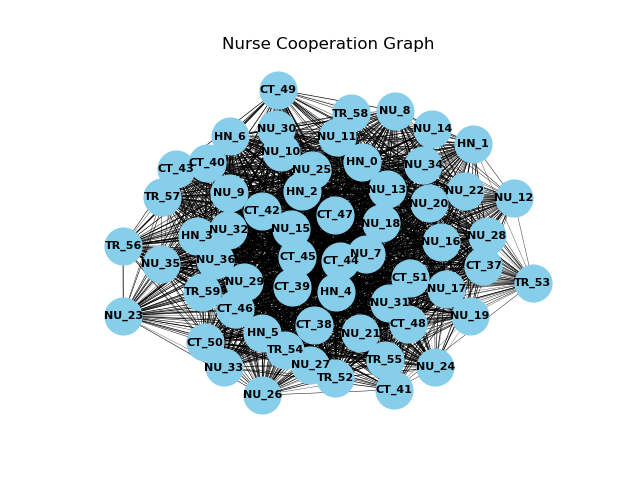 Nurse Cooperation Graph
CT_49
TR_58
NU_8
NU_30
NU_14
HN_6
NU_11
HN_1
NU_10
CT_40
HN_0
NU_34
CT_43
NU_25
NU_13
NU_22
NU_9
HN_2
TR_57
NU_12
NU_20
CT_42
CT_47
NU_18
NU_15
NU_32
HN_3
NU_28
NU_16
TR_56
NU_7
CT_45
CT_44
NU_36
NU_35
CT_37
CT_51
NU_29
TR_53
CT_39
HN_4
TR_59
NU_17
NU_31
CT_46
NU_23
NU_19
CT_48
CT_38
HN_5
NU_21
CT_50
TR_54
TR_55
NU_27
NU_33
NU_24
TR_52
CT_41
NU_26